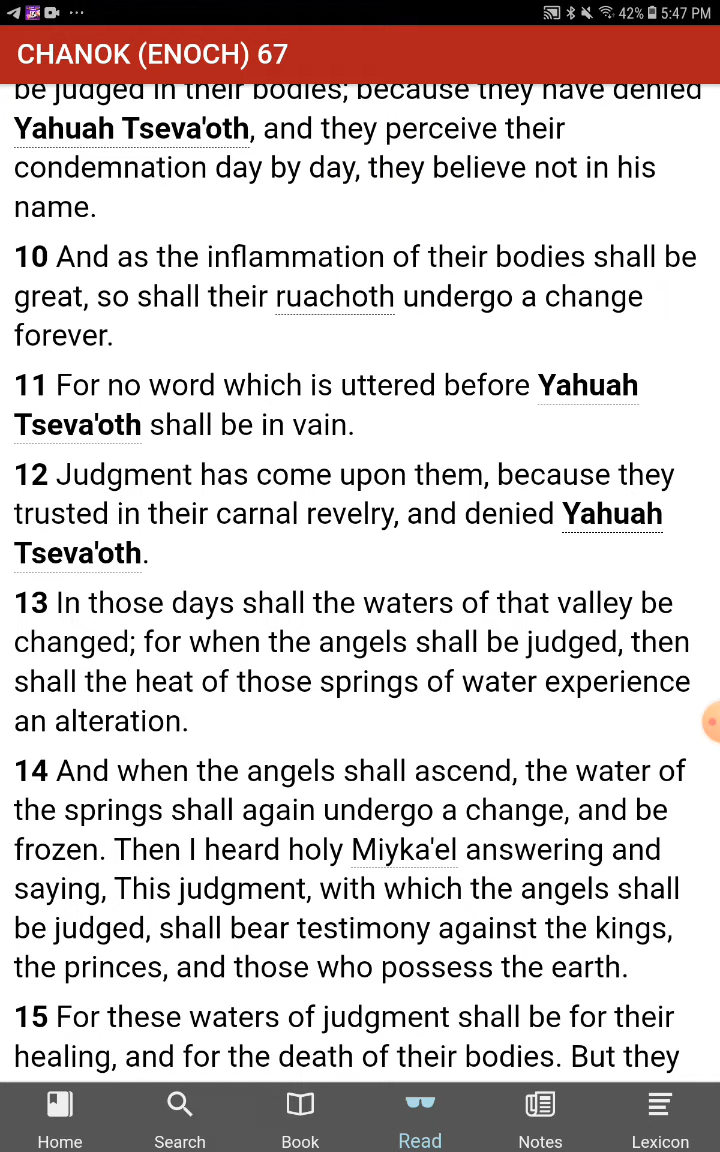 42% 5:47 PM
CHANOK (ENOCH) 67
be judged in their bodies; because they have denied
Yahuah Tseva'oth, and they perceive their
condemnation day by day, they believe not in his
name.
10 And as the inflammation of their bodies shall be
great, so shall their ruachoth undergo a change
forever.
11 For no word which is uttered before Yahuah
Tseva'oth shall be in vain.
12 Judgment has come upon them, because they
trusted in their carnal revelry, and denied Yahuah
Tseva'oth.
13 In those days shall the waters of that valley be
changed; for when the angels shall be judged, then
shall the heat of those springs of water experience
an alteration.
14 And when the angels shall ascend, the water of
the springs shall again undergo a change, and be
frozen. Then I heard holy Miyka'el answering and
saying, This judgment, with which the angels shall
be judged, shall bear testimony against the kings,
the princes, and those who possess the earth.
15 For these waters of judgment shall be for their
healing, and for the death of their bodies. But they
Home Search Book Read Notes Lexicon